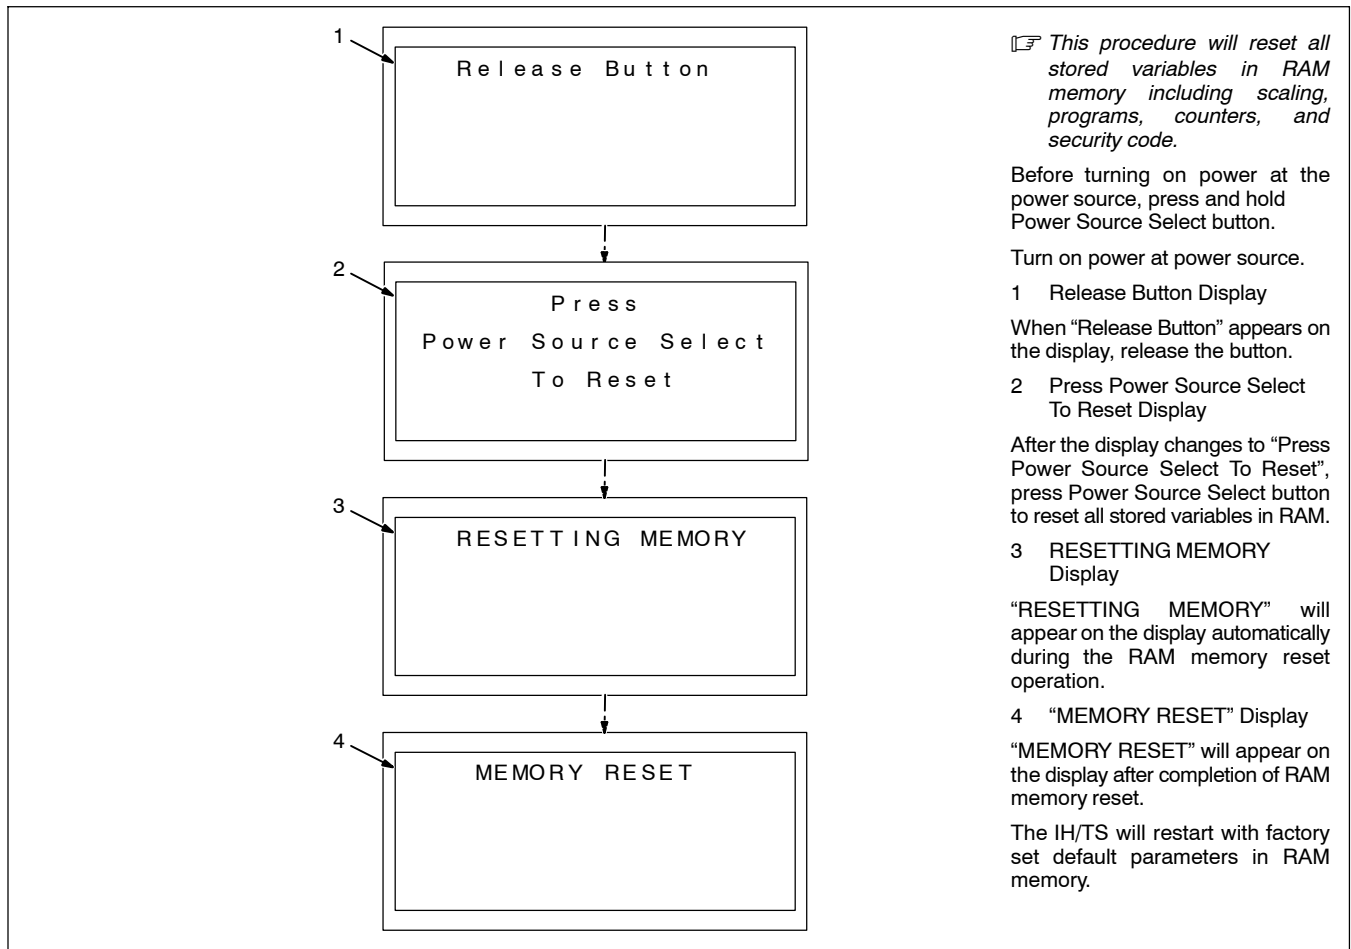 1
Release Button
2
Press
Power Source Select
To Reset
3
RESETTING MEMORY
4
MEMORY RESET
This procedure will reset all
stored variables in RAM
memory including scaling,
programs, counters, and
security code.
Before turning on power at the
power source, press and hold
Power Source Select button.
Turn on power at power source.
1 Release Button Display
When “Release Button” appears on
the display, release the button.
2 Press Power Source Select
To Reset Display
After the display changes to “Press
Power Source Select To Reset”,
press Power Source Select button
to reset all stored variables in RAM.
3 RESETTING MEMORY
Display
“RESETTING MEMORY” will
appear on the display automatically
during the RAM memory reset
operation.
4 “MEMORY RESET” Display
“MEMORY RESET” will appear on
the display after completion of RAM
memory reset.
The IH/TS will restart with factory
set default parameters in RAM
memory.